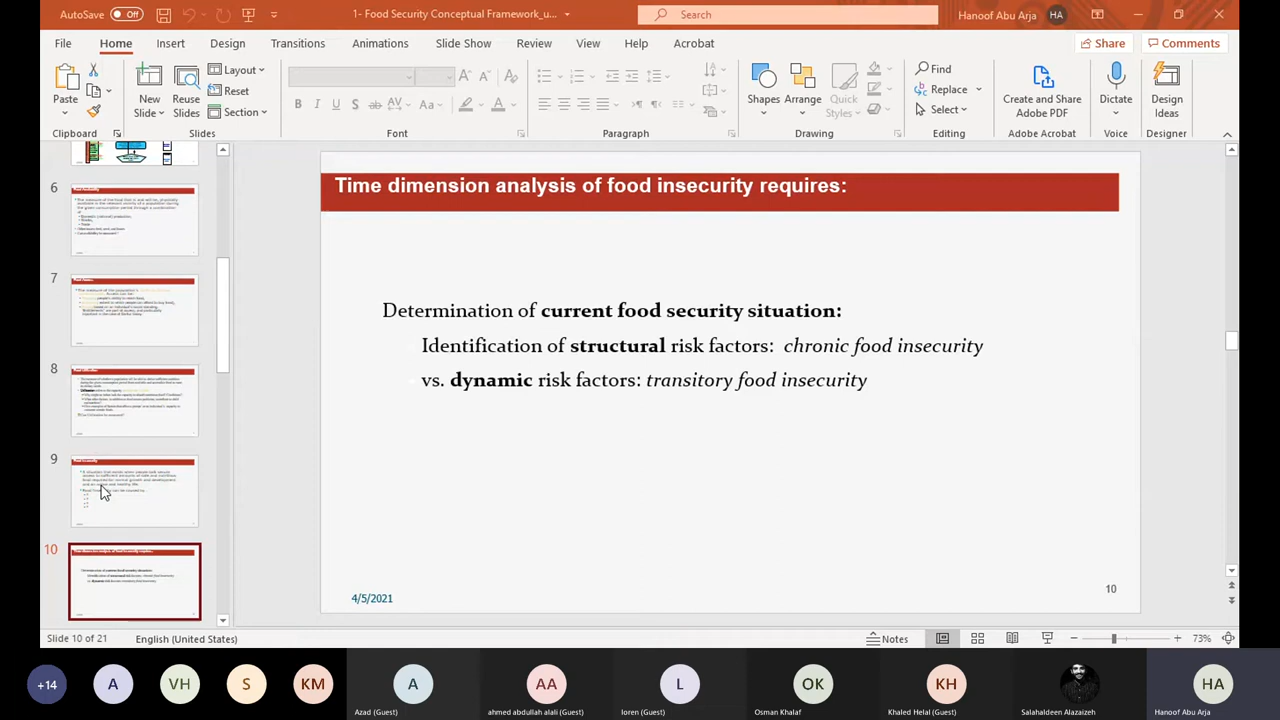 AutoSave Off
1- Food Security Conceptual Framework_u...
Search
Hanoof Abu Arja HA
File Home Insert Design Transitions Animations Slide Show Review View Help Acrobat
Share Comments
Paste
New Slides
Reuse Slides
Layout
Reset
Section
Shapes
Arrange
Quick Styles
Find
Replace
Select
Create and Share Adobe PDF
Dictate
Design Ideas
Clipboard Slides Font Paragraph Drawing Editing Adobe Acrobat Voice Designer
6
7
8
9
10
Time dimension analysis of food insecurity requires:
Determination of current food security situation:
Identification of structural risk factors: chronic food insecurity
vs. dynamic risk factors: transitory food insecurity
4/5/2021
10
Slide 10 of 21 English (United States)
Notes
73%
+14 A VH S KM A AA L OK KH HA
Azad (Guest) ahmed abdullah alali (Guest) loren (Guest) Osman Khalaf Khaled Helal (Guest) Salahaldeen Alazaizeh Hanoof Abu Arja